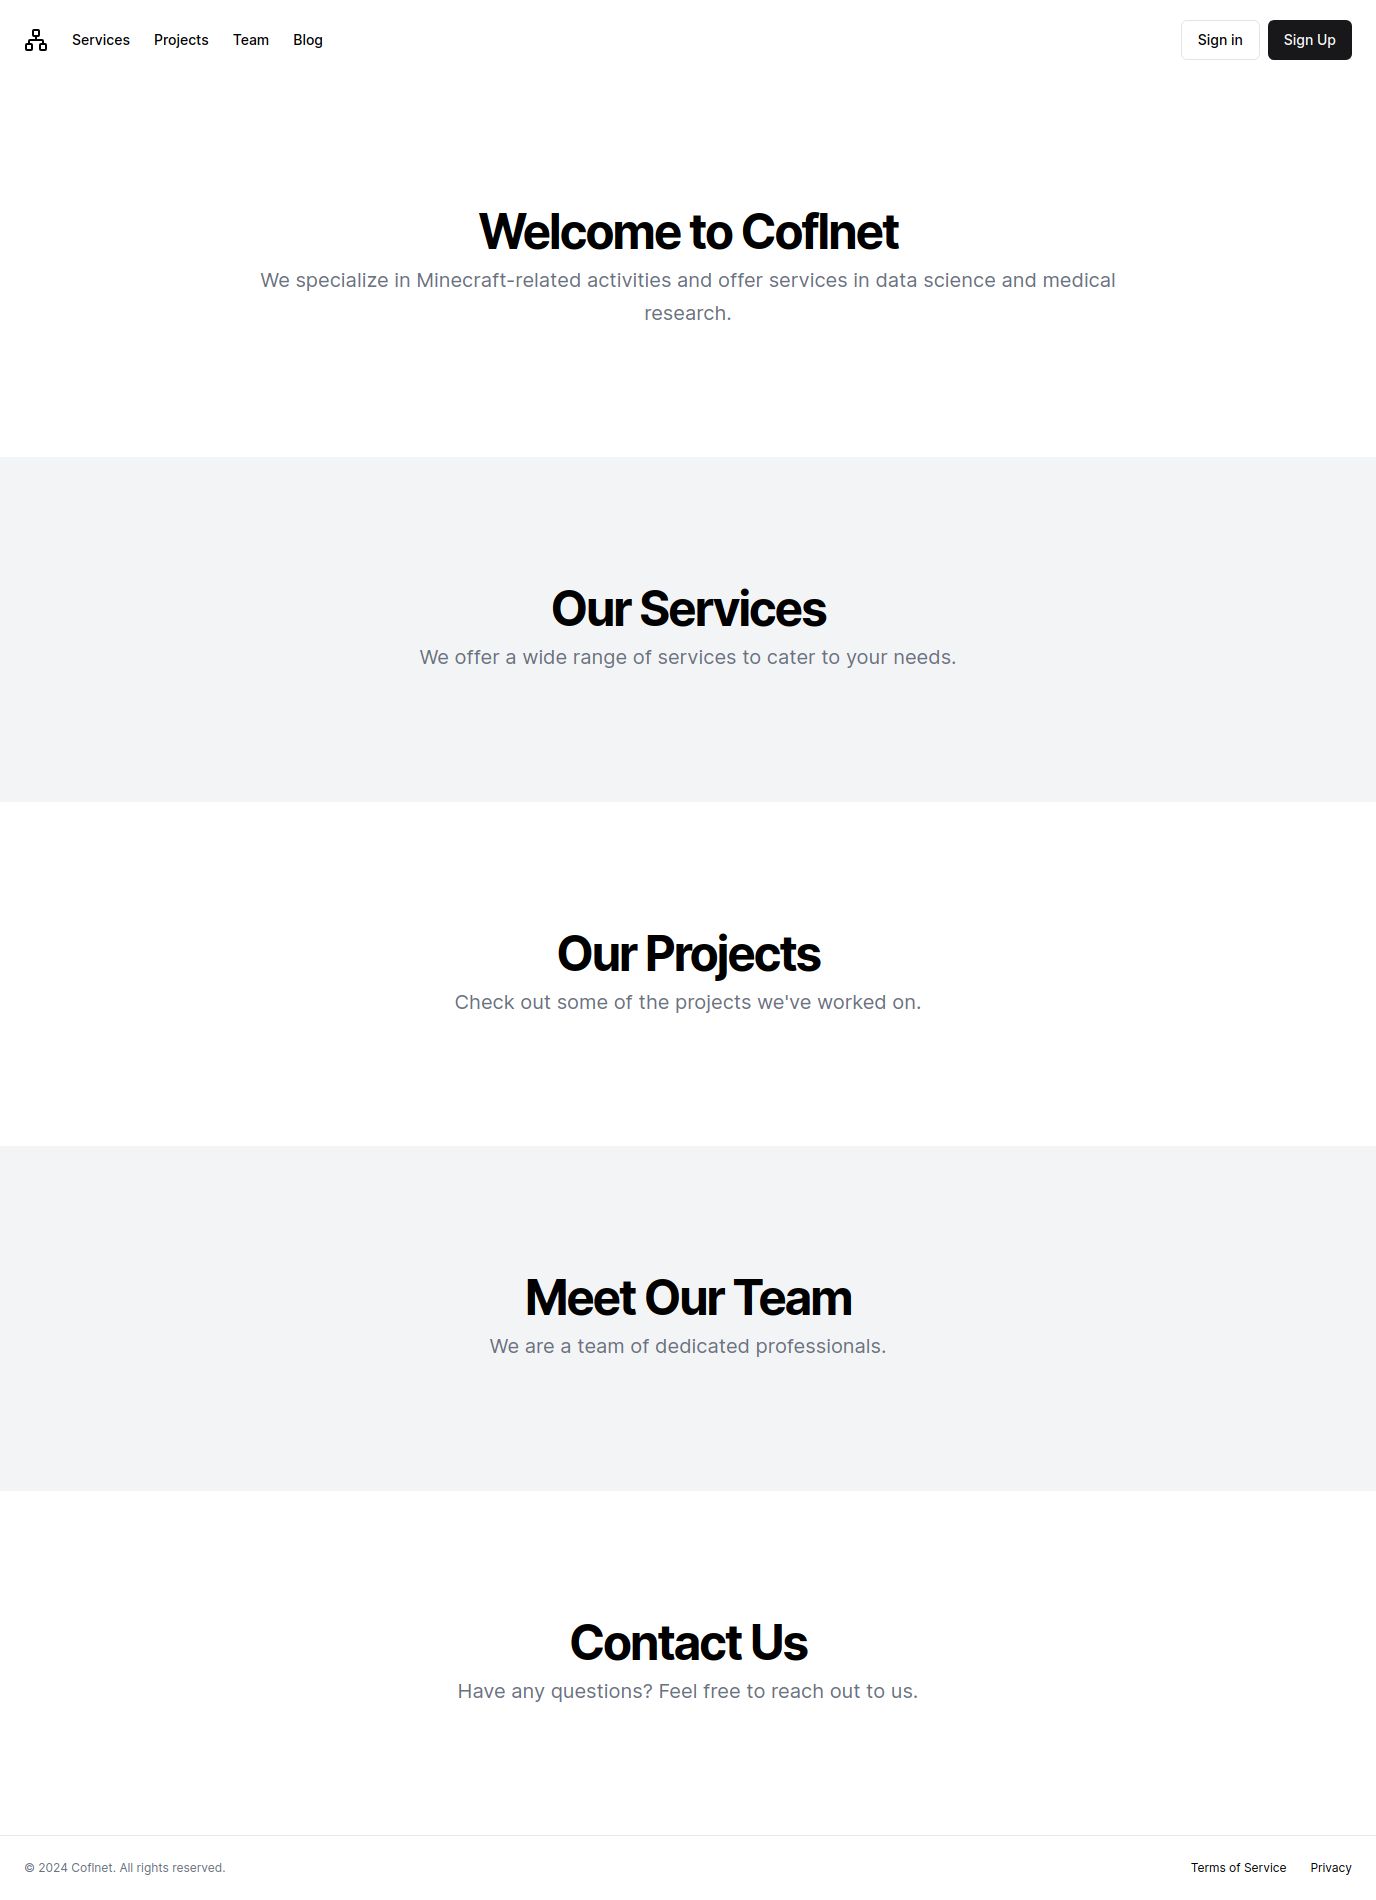 Services Projects Team Blog Sign in Sign Up
Welcome to Coflnet
We specialize in Minecraft-related activities and offer services in data science and medical
research.
Our Services
We offer a wide range of services to cater to your needs.
Our Projects
Check out some of the projects we've worked on.
Meet Our Team
We are a team of dedicated professionals.
Contact Us
Have any questions? Feel free to reach out to us.
© 2024 Coflnet. All rights reserved. Terms of Service Privacy